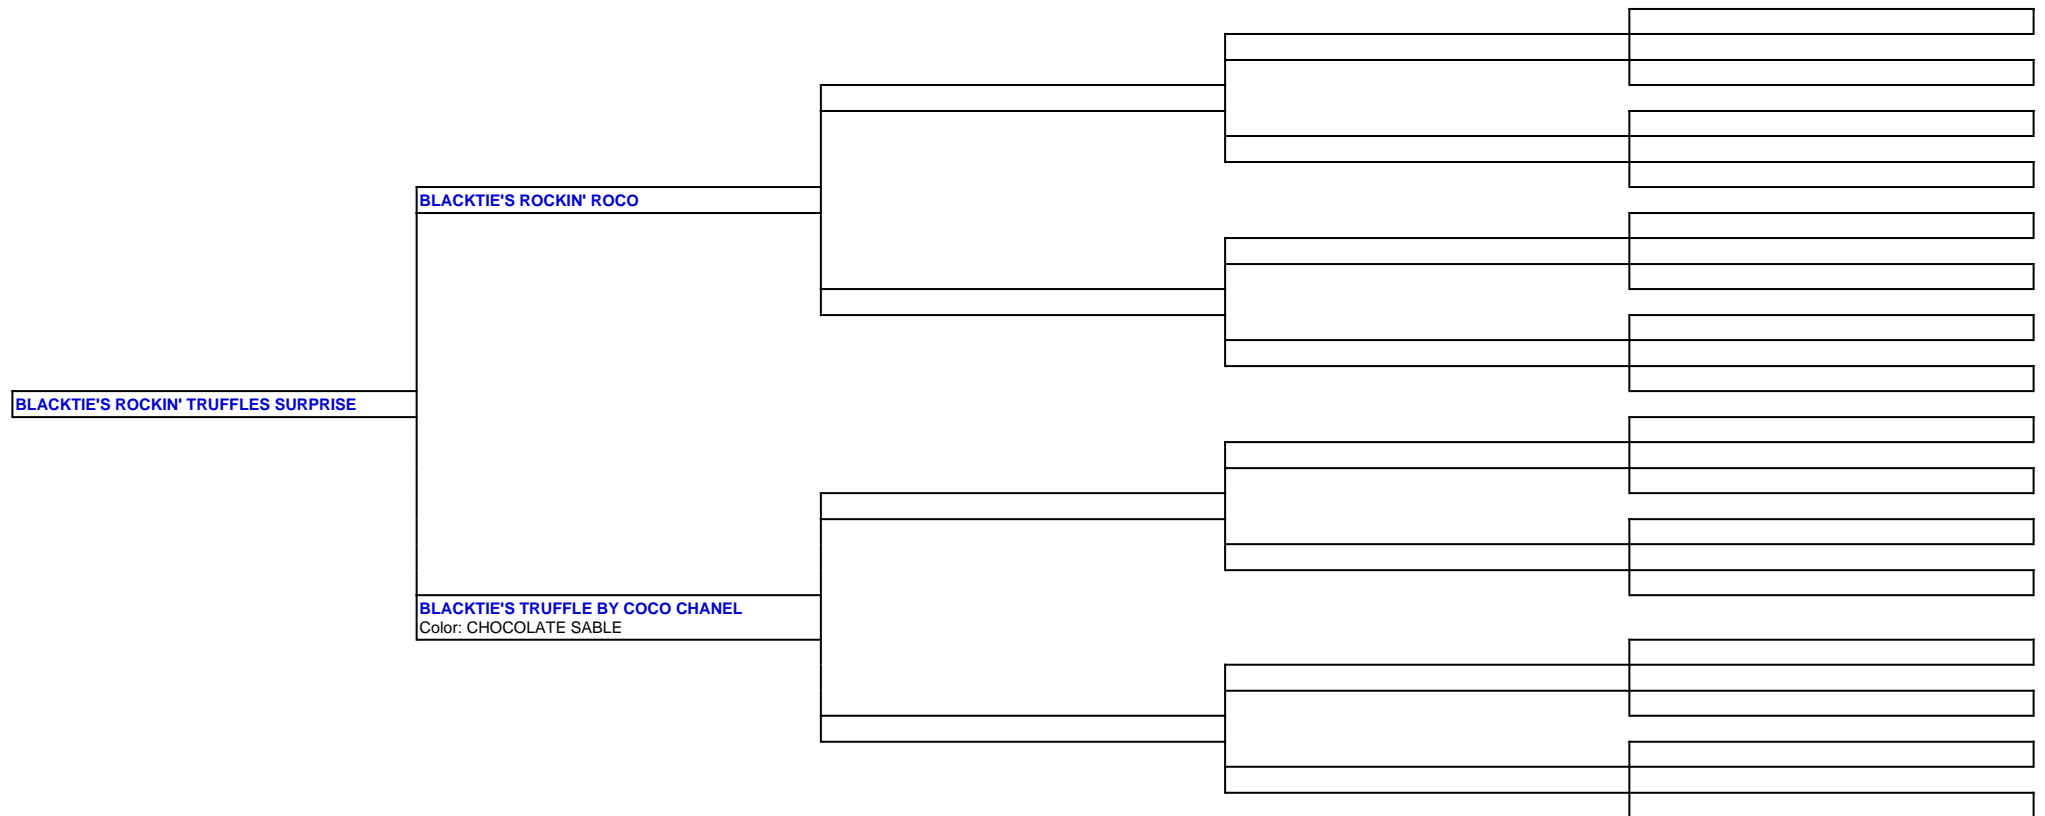 BLACKTIE'S ROCKIN' ROCO
BLACKTIE'S ROCKIN' TRUFFLES SURPRISE
BLACKTIE'S TRUFFLE BY COCO CHANEL
Color: CHOCOLATE SABLE